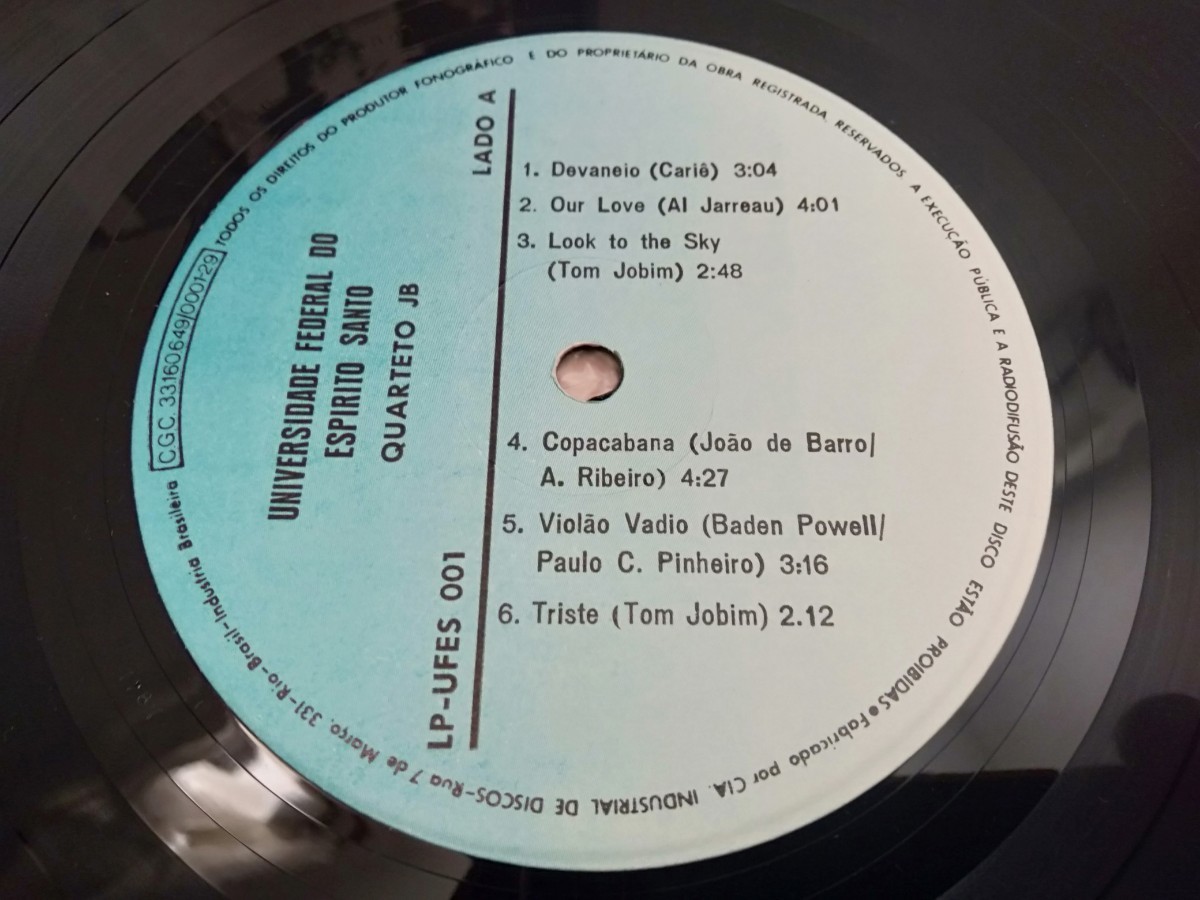 TODOS OS DIREITOS DO PRODUTOR FONOGRÁFICO E DO PROPRIETÁRIO DA OBRA REGISTRADA RESERVADOS A EXECUÇÃO PÚBLICA E A RADIODIFUSÃO DESTE DISCO ESTÃO PROIBIDAS • Fabricado por CIA. INDUSTRIAL DE DISCOS-Rua 7 de Março, 331-Rio-Brasil-Industria Brasileira
C.G.C. 33160649/0001-29
UNIVERSIDADE FEDERAL DO
ESPIRITO SANTO
QUARTETO JB
LP-UFES 001
LADO A
1. Devaneio (Cariê) 3:04
2. Our Love (Al Jarreau) 4:01
3. Look to the Sky
(Tom Jobim) 2:48
4. Copacabana (João de Barro/
A. Ribeiro) 4:27
5. Violão Vadio (Baden Powell/
Paulo C. Pinheiro) 3:16
6. Triste (Tom Jobim) 2.12